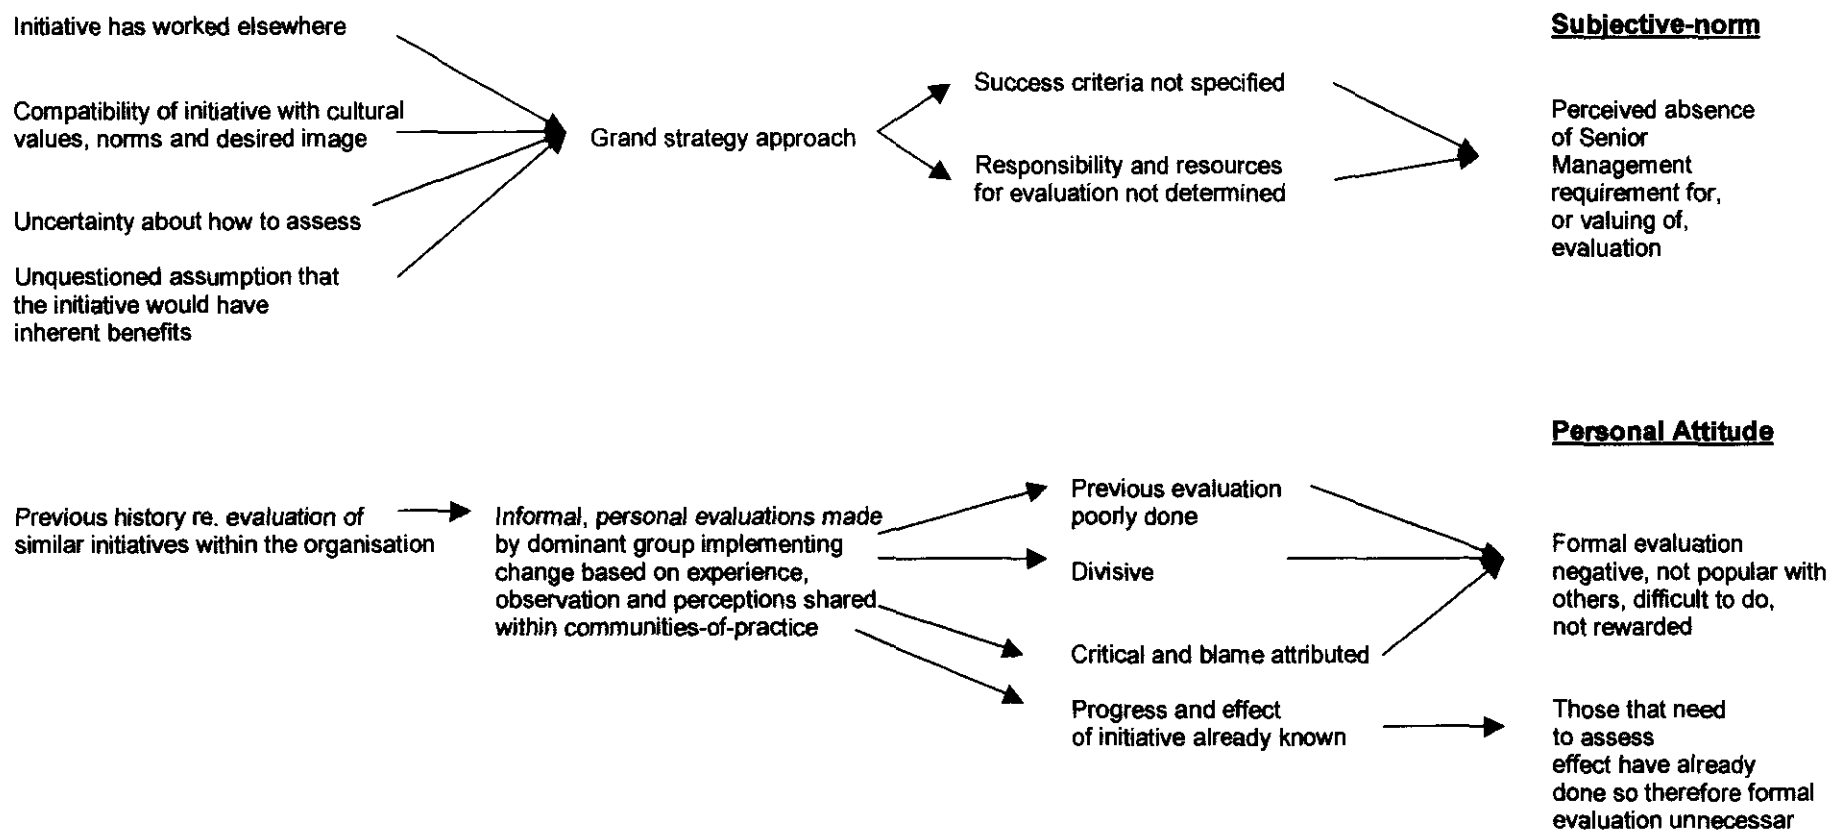 Initiative has worked elsewhere
Compatibility of initiative with cultural
values, norms and desired image
Uncertainty about how to assess
Unquestioned assumption that
the initiative would have
inherent benefits
Grand strategy approach
Success criteria not specified
Responsibility and resources
for evaluation not determined
Subjective-norm
Perceived absence
of Senior
Management
requirement for,
or valuing of,
evaluation
Previous history re. evaluation of
similar initiatives within the organisation
Informal, personal evaluations made
by dominant group implementing
change based on experience,
observation and perceptions shared
within communities-of-practice
Previous evaluation
poorly done
Divisive
Critical and blame attributed
Progress and effect
of initiative already known
Personal Attitude
Formal evaluation
negative, not popular with
others, difficult to do,
not rewarded
Those that need
to assess
effect have already
done so therefore formal
evaluation unnecessar